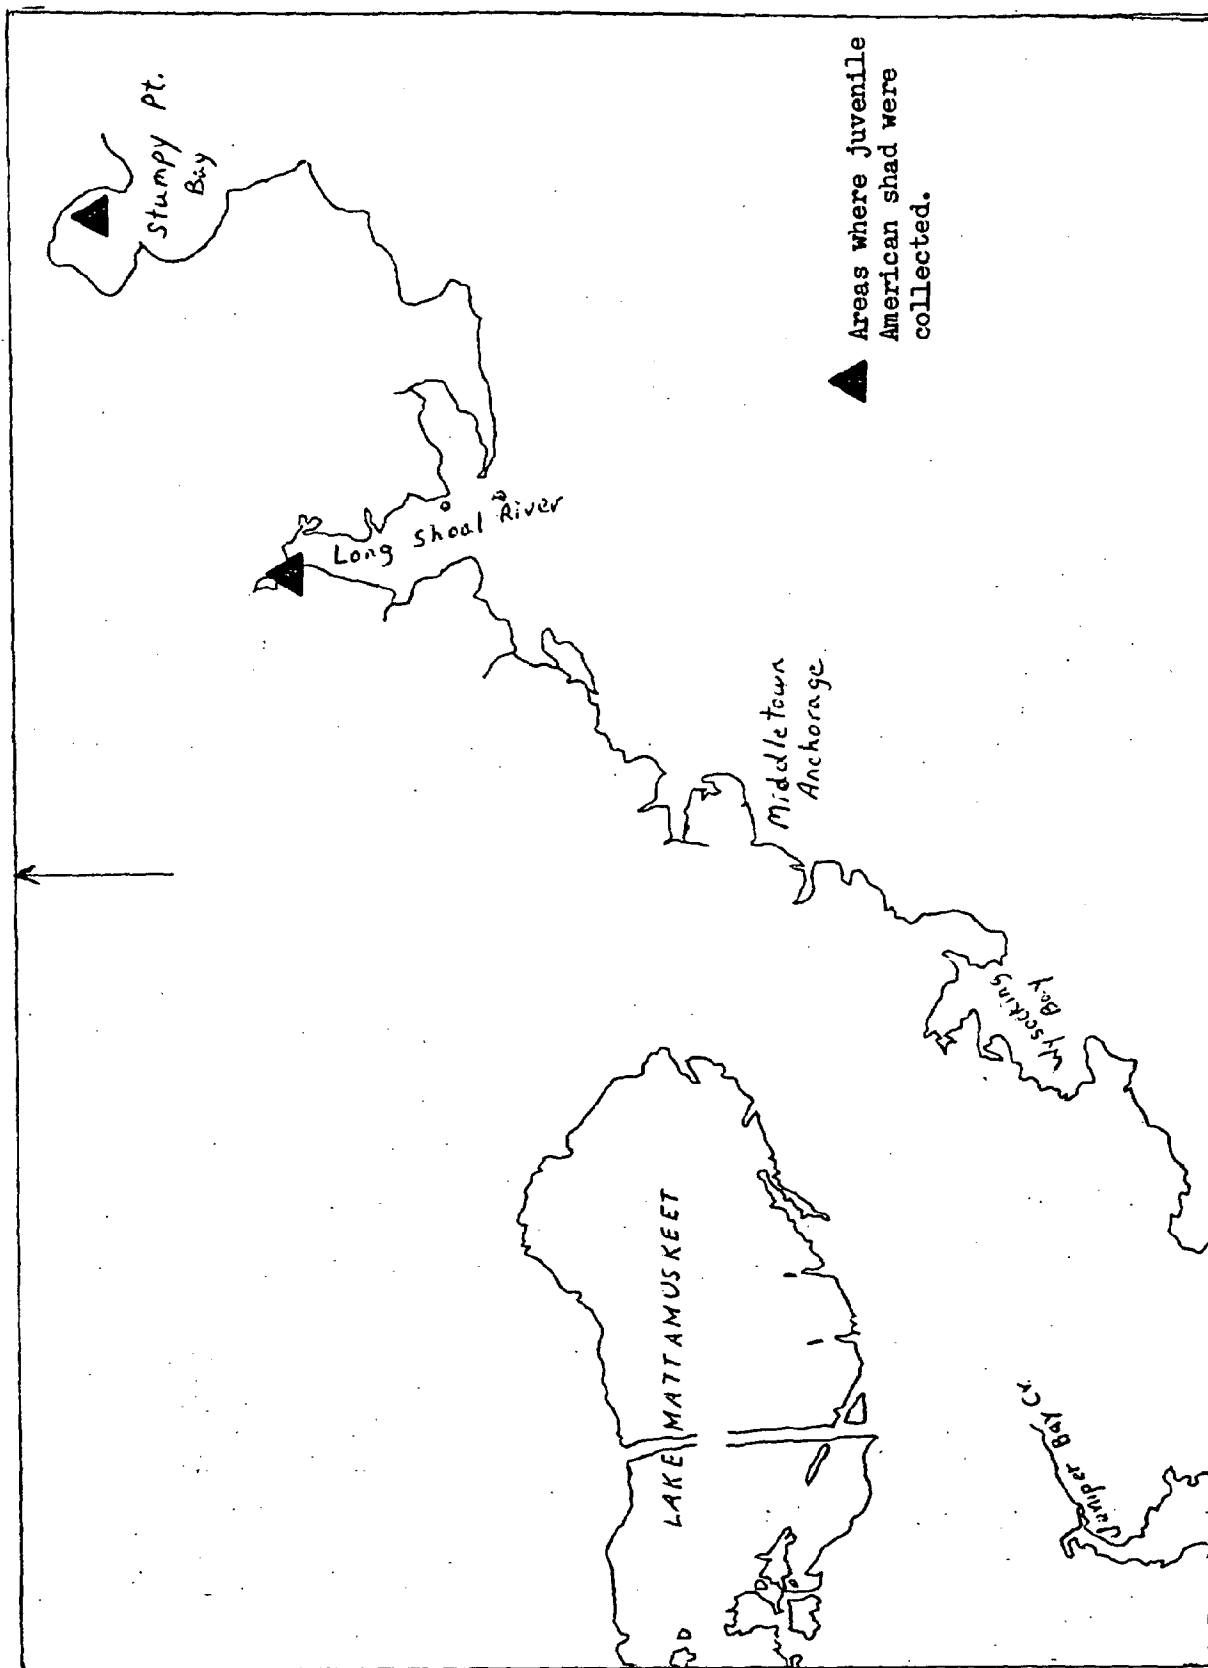 Stumpy Pt.
Bay
Long Shoal River
Areas where juvenile
American shad were
collected.
Middletown
Anchorage
Wysocking
Bay
LAKE MATTAMUSKEET
Juniper Bay Cr.